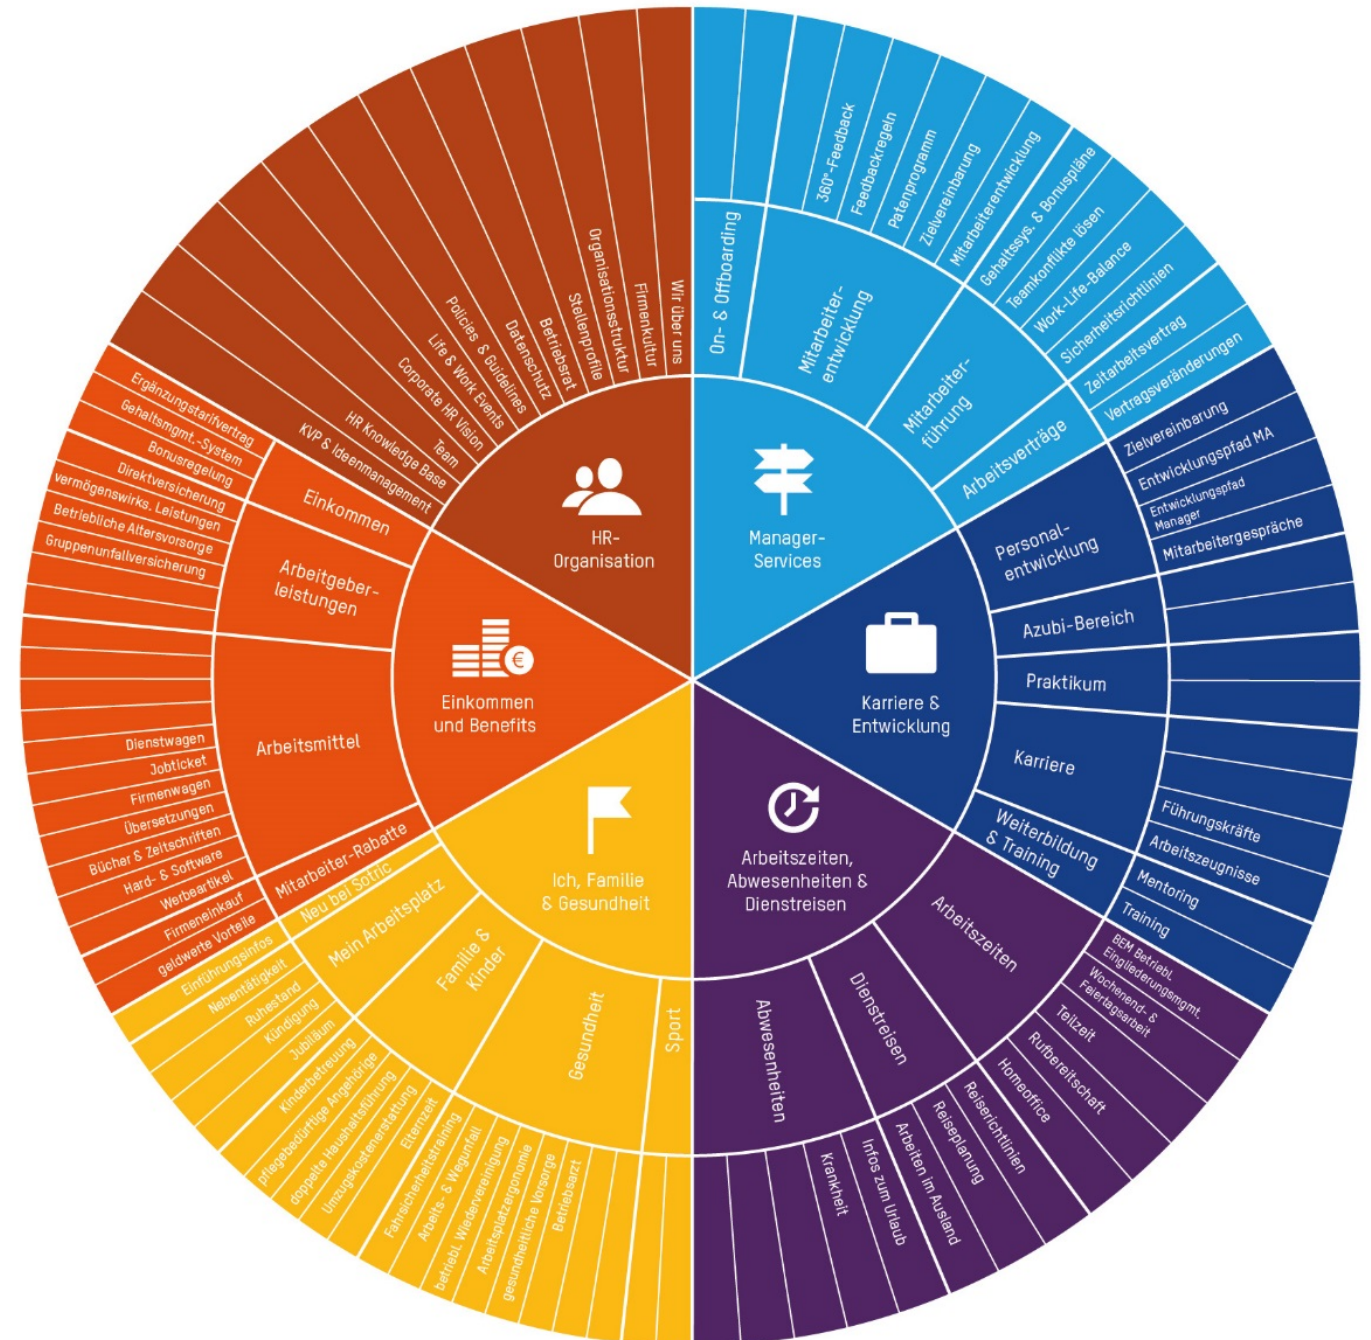 HR-
Organisation
KVP & Ideenmanagement
HR Knowledge Base
Team
Corporate HR Vision
Life & Work Events
Policies & Guidelines
Datenschutz
Betriebsrat
Stellenprofile
Organisationsstruktur
Firmenkultur
Wir über uns
Manager-
Services
On- & Offboarding
Mitarbeiter-
entwicklung
360°-Feedback
Feedbackregeln
Patenprogramm
Zielvereinbarung
Mitarbeiterentwicklung
Mitarbeiter-
führung
Gehaltssys. & Bonuspläne
Teamkonflikte lösen
Work-Life-Balance
Sicherheitsrichtlinien
Arbeitsverträge
Zeitarbeitsvertrag
Vertragsveränderungen
Karriere &
Entwicklung
Personal-
entwicklung
Zielvereinbarung
Entwicklungspfad MA
Entwicklungspfad
Manager
Mitarbeitergespräche
Azubi-Bereich
Praktikum
Karriere
Führungskräfte
Arbeitszeugnisse
Weiterbildung
& Training
Mentoring
Training
Arbeitszeiten,
Abwesenheiten &
Dienstreisen
Arbeitszeiten
BEM Betriebl.
Eingliederungsmgmt.
Wochenend- &
Feiertagsarbeit
Teilzeit
Rufbereitschaft
Homeoffice
Dienstreisen
Reiserichtlinien
Reiseplanung
Arbeiten im Ausland
Abwesenheiten
Infos zum Urlaub
Krankheit
Ich, Familie
& Gesundheit
Sport
Gesundheit
Betriebsarzt
gesundheitliche Vorsorge
Arbeitsplatzergonomie
betriebl. Wiedervereinigung
Arbeits- & Wegunfall
Fahrsicherheitstraining
Familie &
Kinder
Elternzeit
Umzugskostenerstattung
doppelte Haushaltsführung
pflegebedürftige Angehörige
Kinderbetreuung
Mein Arbeitsplatz
Jubiläum
Kündigung
Ruhestand
Nebentätigkeit
Neu bei Sotric
Einführungsinfos
Einkommen
und Benefits
Mitarbeiter-Rabatte
geldwerte Vorteile
Firmeneinkauf
Arbeitsmittel
Werbeartikel
Hard- & Software
Bücher & Zeitschriften
Übersetzungen
Firmenwagen
Jobticket
Dienstwagen
Arbeitgeber-
leistungen
Gruppenunfallversicherung
Betriebliche Altersvorsorge
vermögenswirks. Leistungen
Direktversicherung
Einkommen
Bonusregelung
Gehaltsmgmt.-System
Ergänzungstarifvertrag